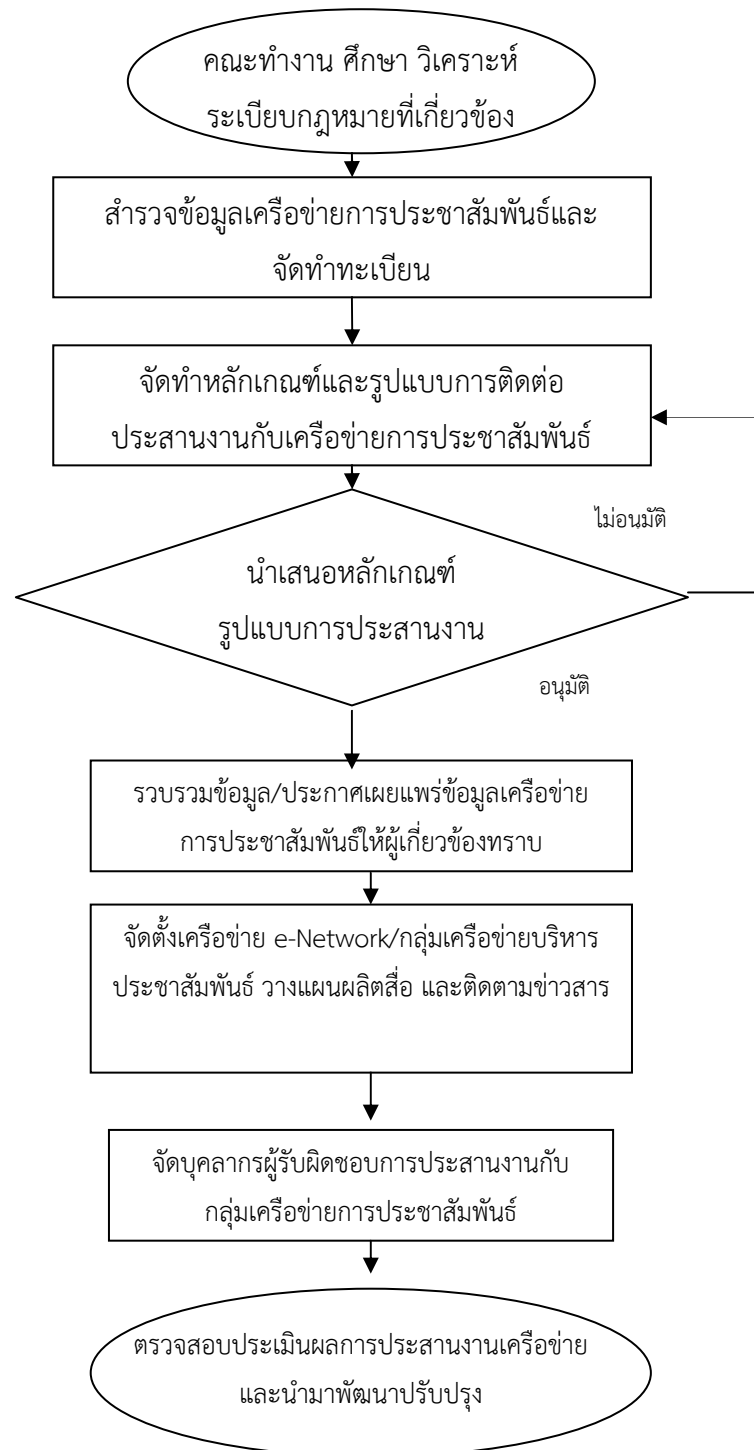 คณะทำงาน ศึกษา วิเคราะห์
ระเบียบกฎหมายที่เกี่ยวข้อง
สำรวจข้อมูลเครือข่ายการประชาสัมพันธ์และ
จัดทำทะเบียน
จัดทำหลักเกณฑ์และรูปแบบการติดต่อ
ประสานงานกับเครือข่ายการประชาสัมพันธ์
ไม่อนมัติ
นำเสนอหลักเกณฑ์
รูปแบบการประสานงาน
อนุมัติ
รวบรวมข้อมูล/ประกาศเผยแพร่ข้อมูลเครือข่าย
การประชาสัมพันธ์ให้ผู้เกี่ยวข้องทราบ
จัดตั้งเครือข่าย e-Network/กลุ่มเครือข่ายบริหาร
ประชาสัมพันธ์ วางแผนผลิตสื่อ และติดตามข่าวสาร
จัดบุคลากรผู้รับผิดชอบการประสานงานกับ
กลุ่มเครือข่ายการประชาสัมพันธ์
ตรวจสอบประเมินผลการประสานงานเครือข่าย
และนำมาพัฒนาปรับปรุง